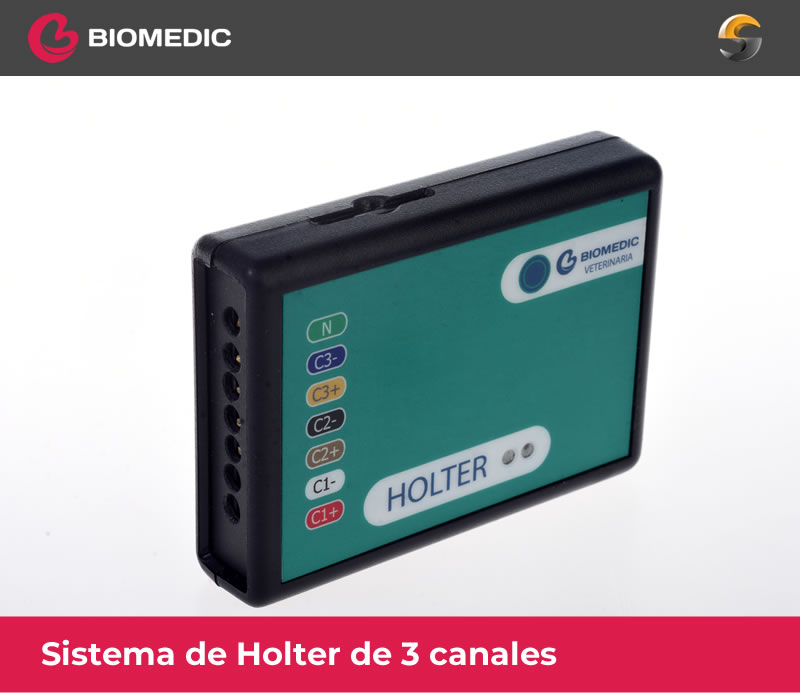 BIOMEDIC
BIOMEDIC
VETERINARIA
N
C3-
C3+
C2-
C2+
C1-
C1+
HOLTER
Sistema de Holter de 3 canales